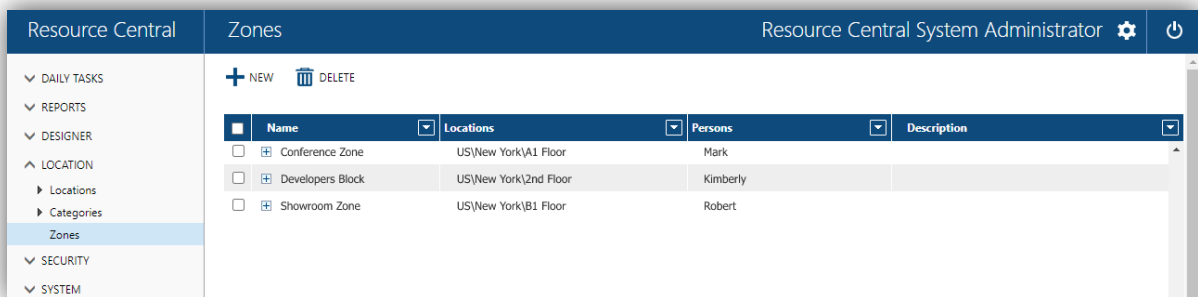 Resource Central Zones Resource Central System Administrator
NEW DELETE
DAILY TASKS
REPORTS
DESIGNER
LOCATION
Locations
Categories
Zones
SECURITY
SYSTEM
Name Locations Persons Description
Conference Zone US\New York\A1 Floor Mark
Developers Block US\New York\2nd Floor Kimberly
Showroom Zone US\New York\B1 Floor Robert